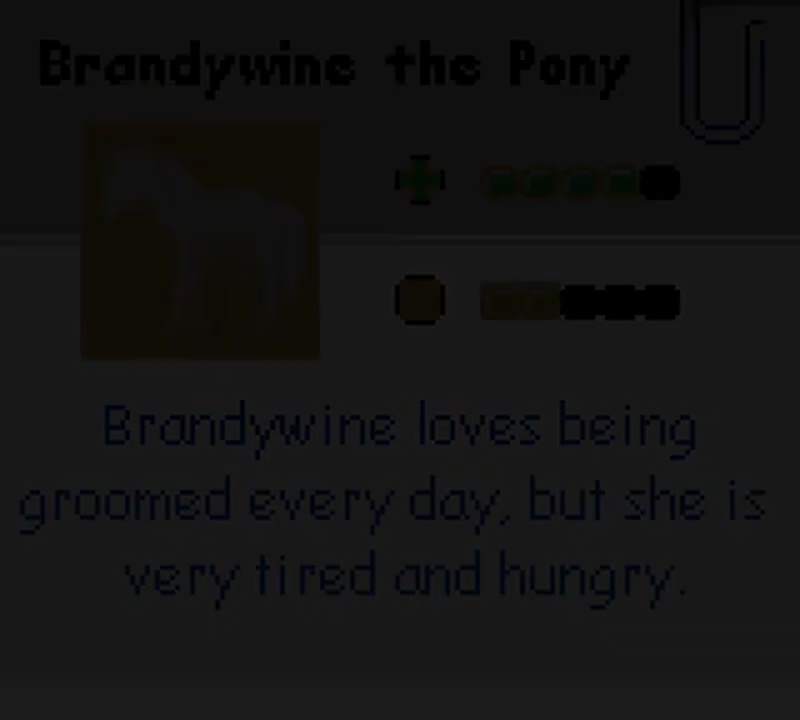 Brandywine the Pony
Brandywine loves being
groomed every day, but she is
very tired and hungry.